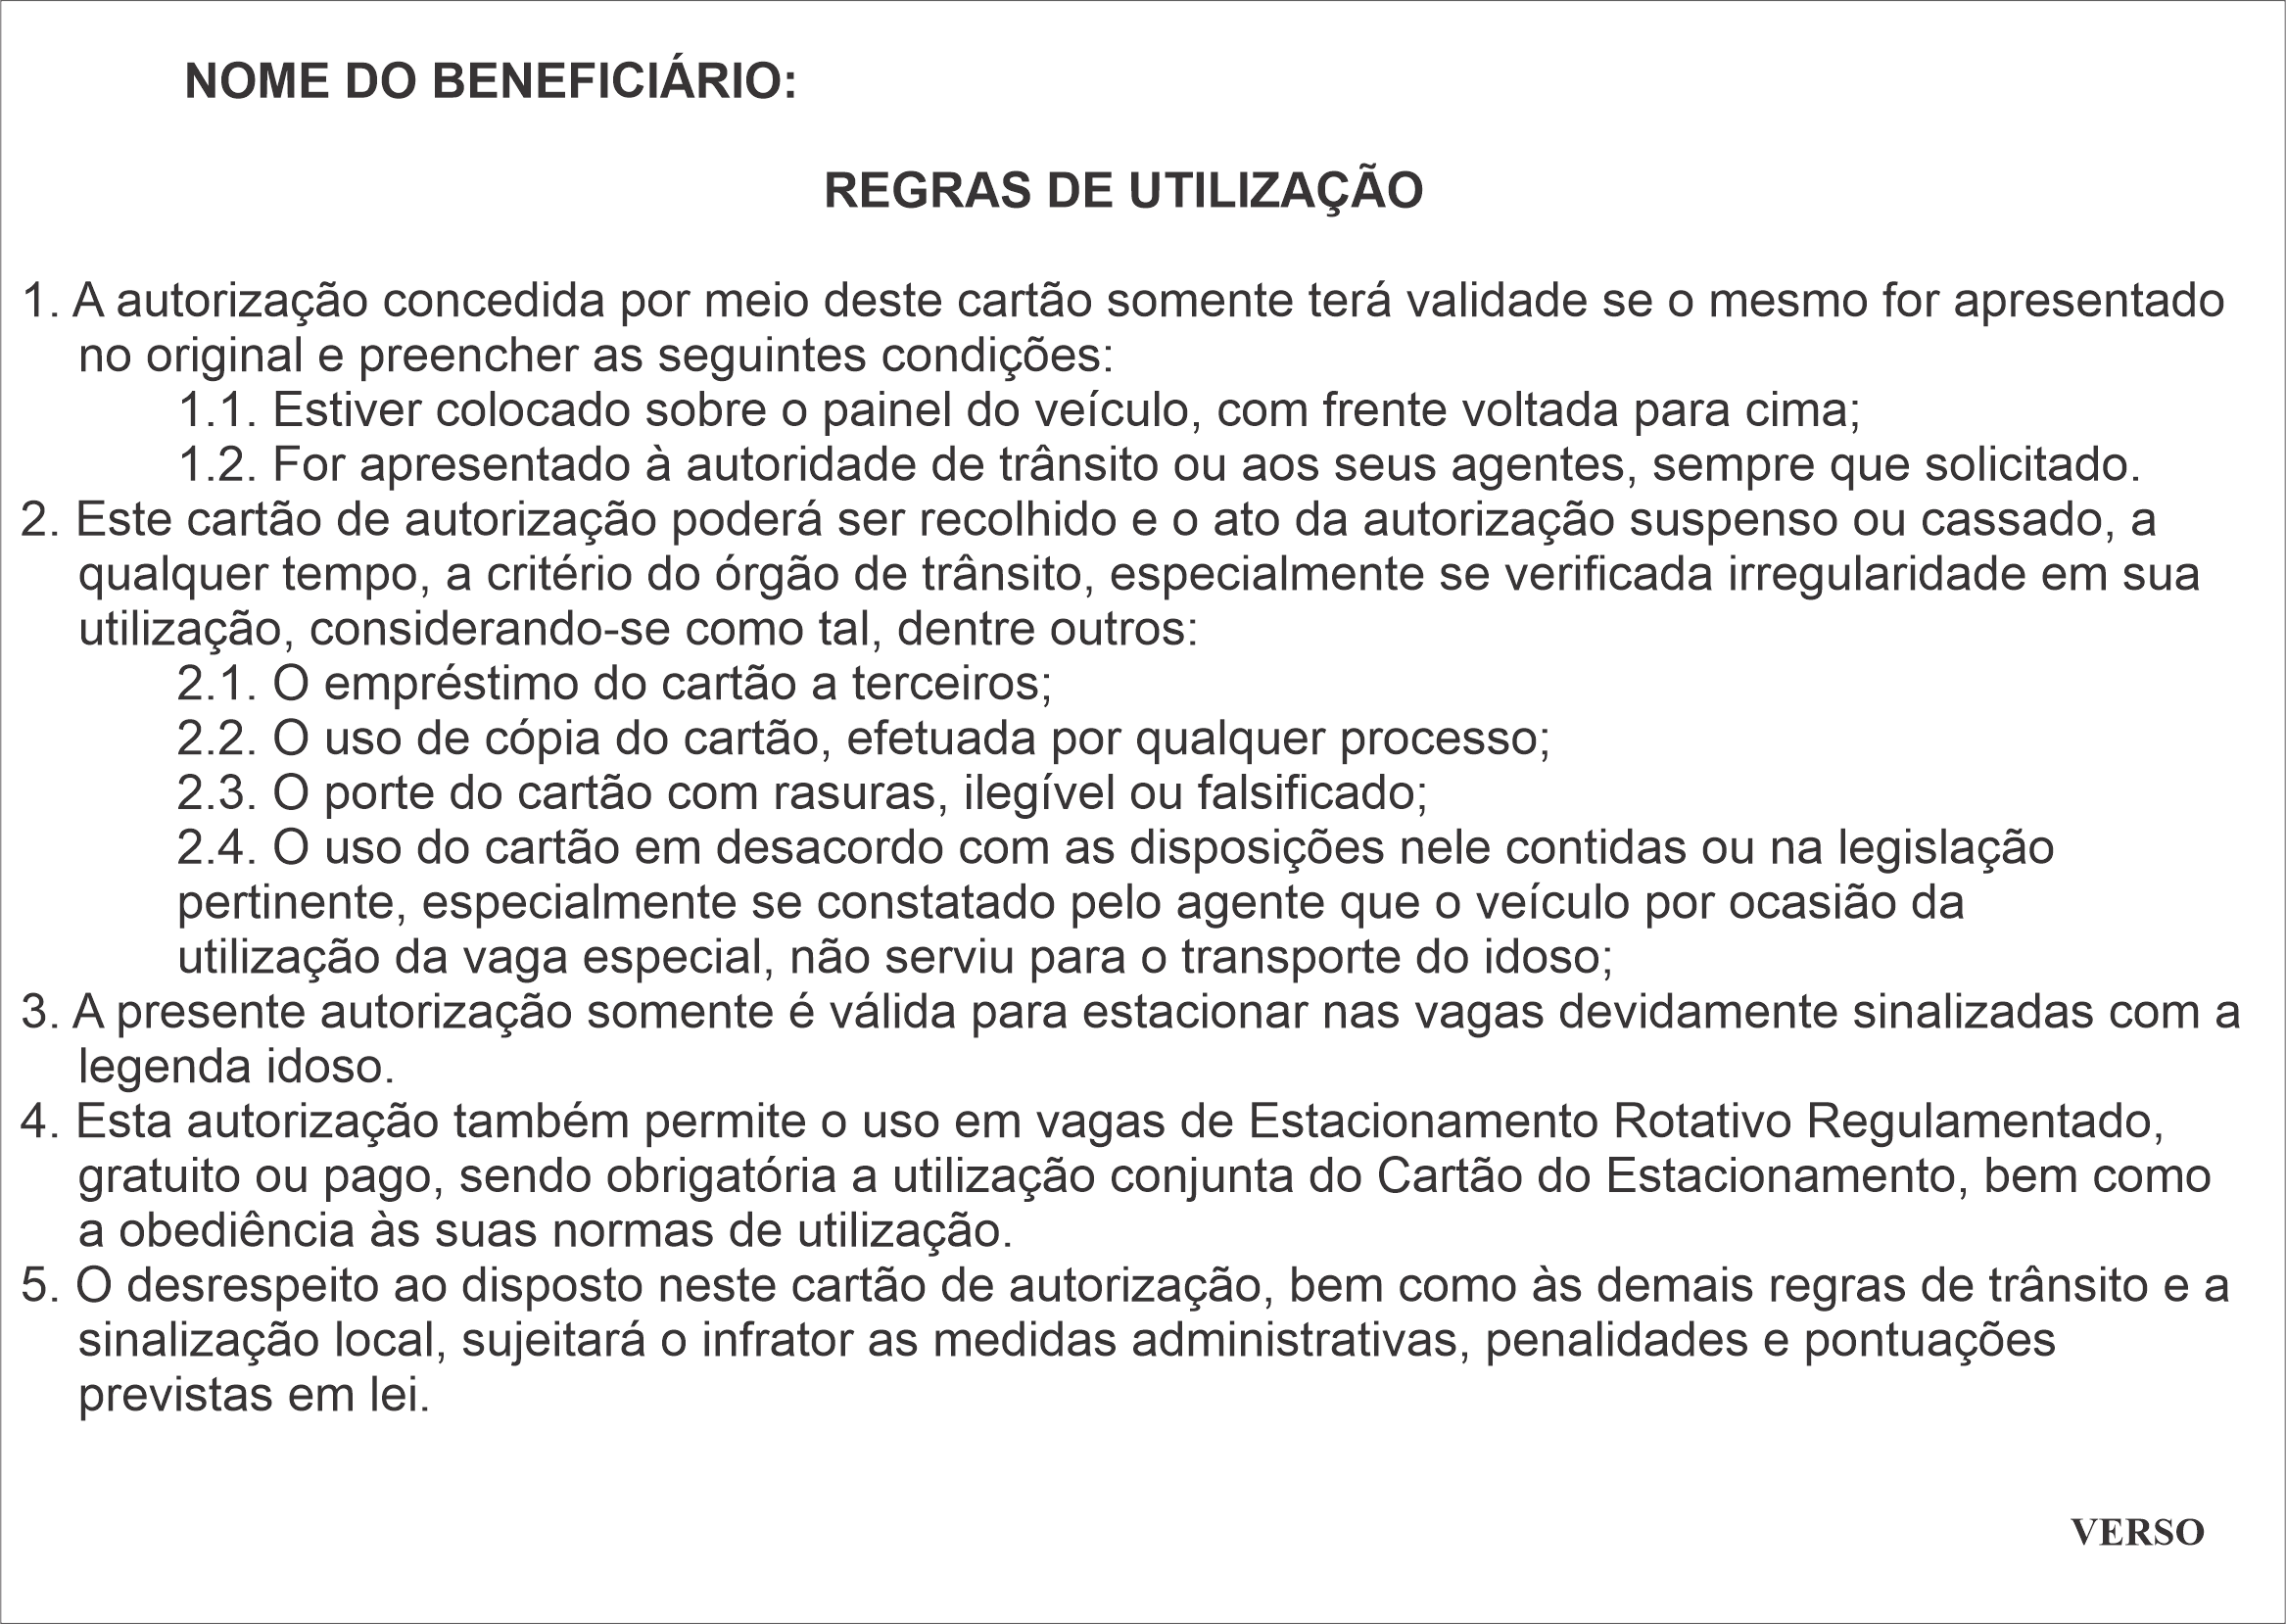 NOME DO BENEFICIÁRIO:
REGRAS DE UTILIZAÇÃO
1. A autorização concedida por meio deste cartão somente terá validade se o mesmo for apresentado
no original e preencher as seguintes condições:
1.1. Estiver colocado sobre o painel do veículo, com frente voltada para cima;
1.2. For apresentado à autoridade de trânsito ou aos seus agentes, sempre que solicitado.
2. Este cartão de autorização poderá ser recolhido e o ato da autorização suspenso ou cassado, a
qualquer tempo, a critério do órgão de trânsito, especialmente se verificada irregularidade em sua
utilização, considerando-se como tal, dentre outros:
2.1. O empréstimo do cartão a terceiros;
2.2. O uso de cópia do cartão, efetuada por qualquer processo;
2.3. O porte do cartão com rasuras, ilegível ou falsificado;
2.4. O uso do cartão em desacordo com as disposições nele contidas ou na legislação
pertinente, especialmente se constatado pelo agente que o veículo por ocasião da
utilização da vaga especial, não serviu para o transporte do idoso;
3. A presente autorização somente é válida para estacionar nas vagas devidamente sinalizadas com a
legenda idoso.
4. Esta autorização também permite o uso em vagas de Estacionamento Rotativo Regulamentado,
gratuito ou pago, sendo obrigatória a utilização conjunta do Cartão do Estacionamento, bem como
a obediência às suas normas de utilização.
5. O desrespeito ao disposto neste cartão de autorização, bem como às demais regras de trânsito e a
sinalização local, sujeitará o infrator as medidas administrativas, penalidades e pontuações
previstas em lei.
VERSO